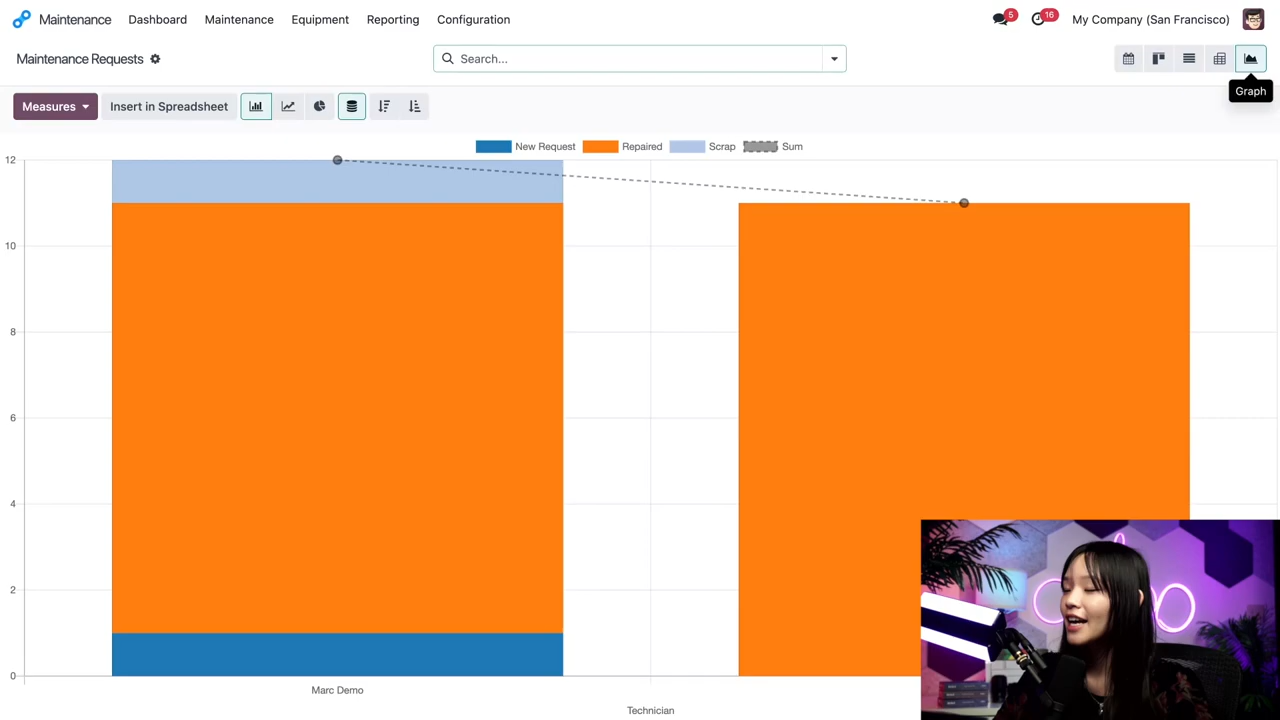 Maintenance Dashboard Maintenance Equipment Reporting Configuration 5 16 My Company (San Francisco)
Maintenance Requests Search...
Graph
Measures Insert in Spreadsheet
New Request Repaired Scrap Sum
12
10
8
6
4
2
0
Marc Demo
Technician